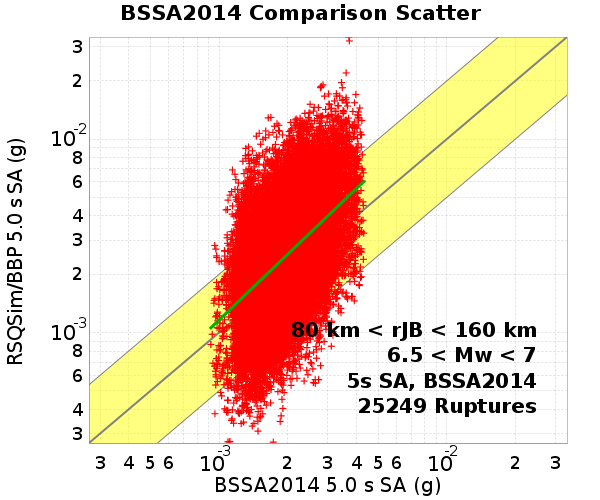 BSSA2014 Comparison Scatter
RSQSim/BBP 5.0 s SA (g)
3
2
10-2
8
6
4
3
2
10-3
8
6
4
3
80 km < rJB < 160 km
6.5 < Mw < 7
5s SA, BSSA2014
25249 Ruptures
3 4 5 6 10-3 2 3 4 5 6 10-2 2 3
BSSA2014 5.0 s SA (g)